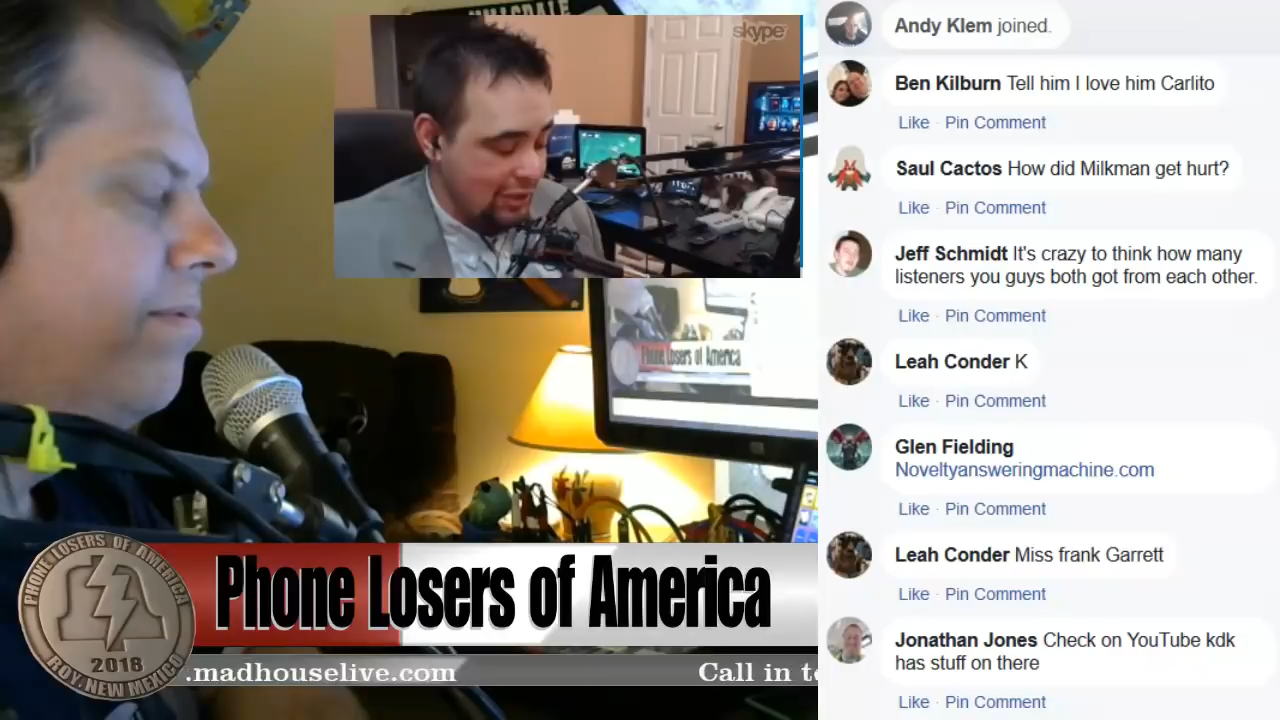 HILLSDALE
skype
Phone Losers of America
PHONE LOSERS OF AMERICA
2018
ROY, NEW MEXICO
Phone Losers of America
.madhouselive.com
Call in to
Andy Klem joined.
Ben Kilburn Tell him I love him Carlito
Like · Pin Comment
Saul Cactos How did Milkman get hurt?
Like · Pin Comment
Jeff Schmidt It's crazy to think how many
listeners you guys both got from each other.
Like · Pin Comment
Leah Conder K
Like · Pin Comment
Glen Fielding
Noveltyansweringmachine.com
Like · Pin Comment
Leah Conder Miss frank Garrett
Like · Pin Comment
Jonathan Jones Check on YouTube kdk
has stuff on there
Like · Pin Comment